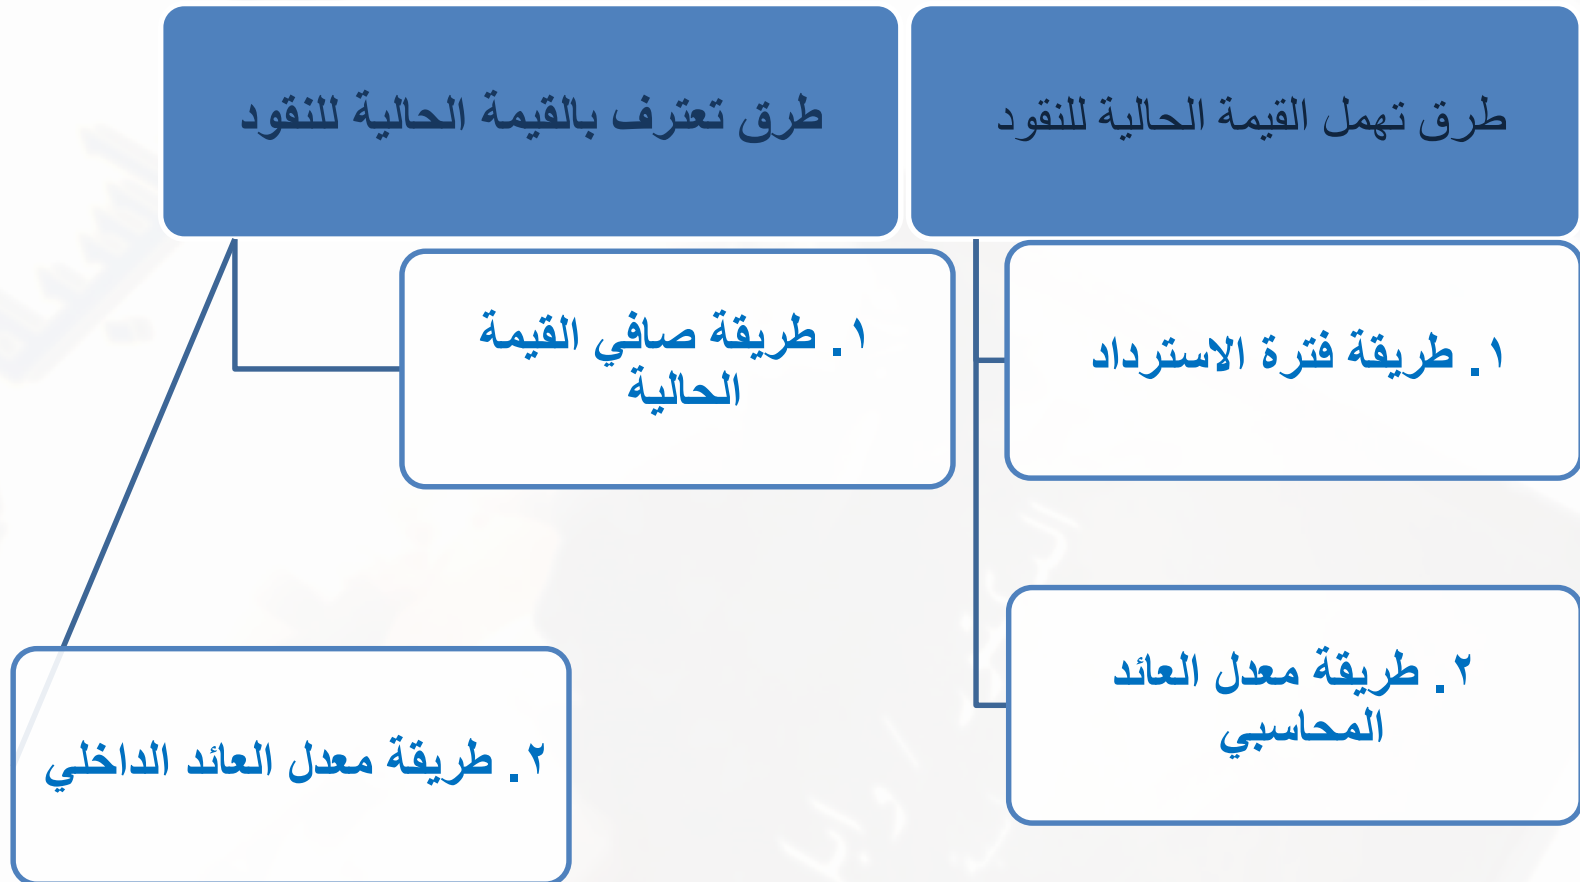 طرق تهمل القيمة الحالية للنقود
١. طريقة فترة الاسترداد
٢. طريقة معدل العائد
المحاسبي
طرق تعترف بالقيمة الحالية للنقود
١. طريقة صافي القيمة
الحالية
٢. طريقة معدل العائد الداخلي